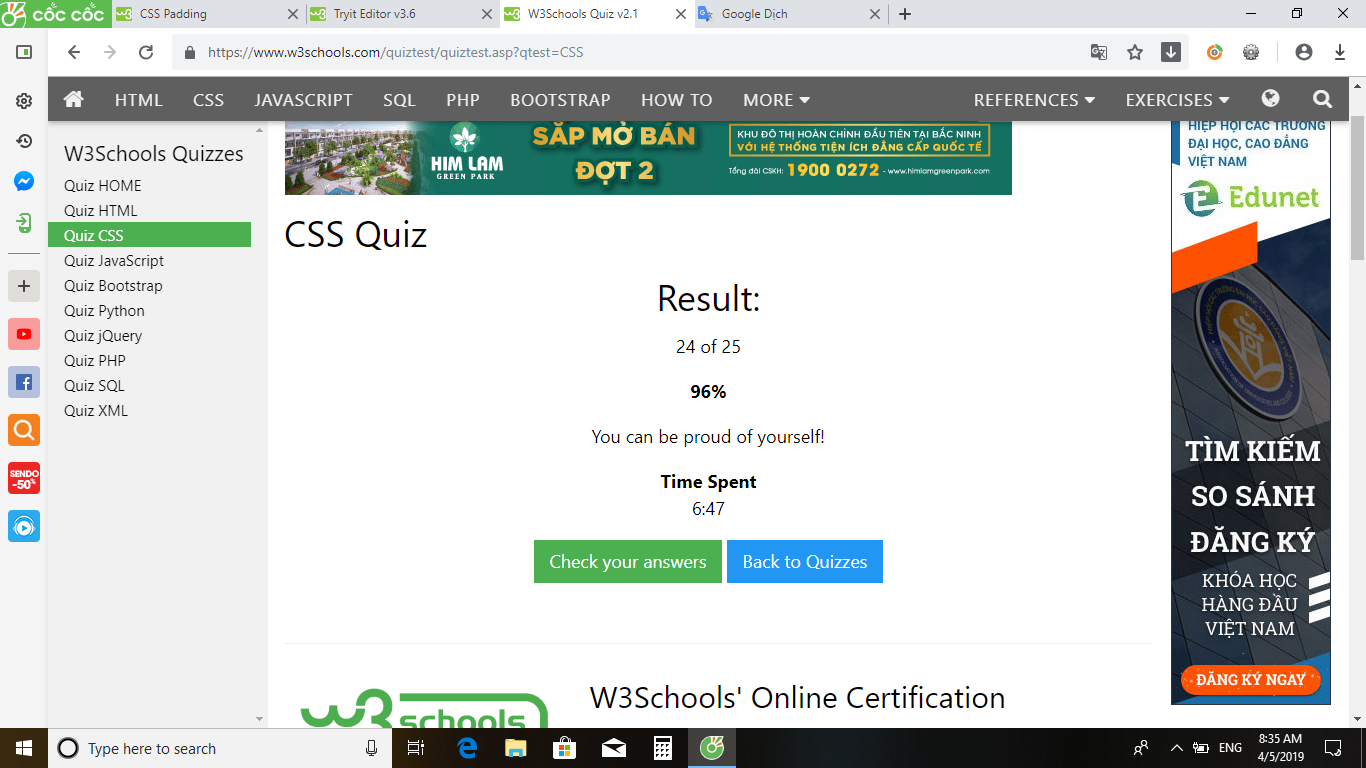 cốc cốc
CSS Padding
Tryit Editor v3.6
W3Schools Quiz v2.1
Google Dịch
https://www.w3schools.com/quiztest/quiztest.asp?qtest=CSS
HTML CSS JAVASCRIPT SQL PHP BOOTSTRAP HOW TO MORE REFERENCES EXERCISES
W3Schools Quizzes
Quiz HOME
Quiz HTML
Quiz CSS
Quiz JavaScript
Quiz Bootstrap
Quiz Python
Quiz jQuery
Quiz PHP
Quiz SQL
Quiz XML
SENDO
-50%
HIM LAM
GREEN PARK
SẮP MỞ BÁN
ĐỢT 2
KHU ĐÔ THỊ HOÀN CHỈNH ĐẦU TIÊN TẠI BẮC NINH
VỚI HỆ THỐNG TIỆN ÍCH ĐẲNG CẤP QUỐC TẾ
Tổng đài CSKH: 1900 0272 - www.himlamgreenpark.com
CSS Quiz
Result:
24 of 25
96%
You can be proud of yourself!
Time Spent
6:47
Check your answers
Back to Quizzes
w3schools
W3Schools' Online Certification
HIỆP HỘI CÁC TRƯỜNG
ĐẠI HỌC, CAO ĐẲNG
VIỆT NAM
Edunet
TÌM KIẾM
SO SÁNH
ĐĂNG KÝ
KHÓA HỌC
HÀNG ĐẦU
VIỆT NAM
ĐĂNG KÝ NGAY
Type here to search
ENG
8:35 AM
4/5/2019